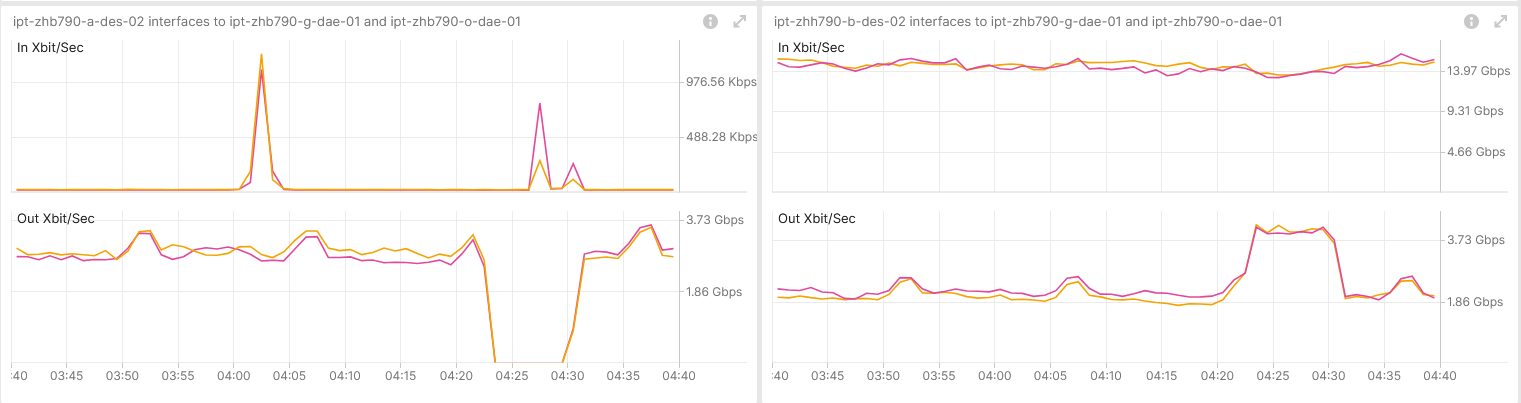 ipt-zhb790-a-des-02 interfaces to ipt-zhb790-g-dae-01 and ipt-zhb790-o-dae-01
In Xbit/Sec
976.56 Kbps
488.28 Kbps
Out Xbit/Sec
3.73 Gbps
1.86 Gbps
:40 03:45 03:50 03:55 04:00 04:05 04:10 04:15 04:20 04:25 04:30 04:35 04:40
ipt-zhh790-b-des-02 interfaces to ipt-zhb790-g-dae-01 and ipt-zhb790-o-dae-01
In Xbit/Sec
13.97 Gbps
9.31 Gbps
4.66 Gbps
Out Xbit/Sec
3.73 Gbps
1.86 Gbps
:40 03:45 03:50 03:55 04:00 04:05 04:10 04:15 04:20 04:25 04:30 04:35 04:40